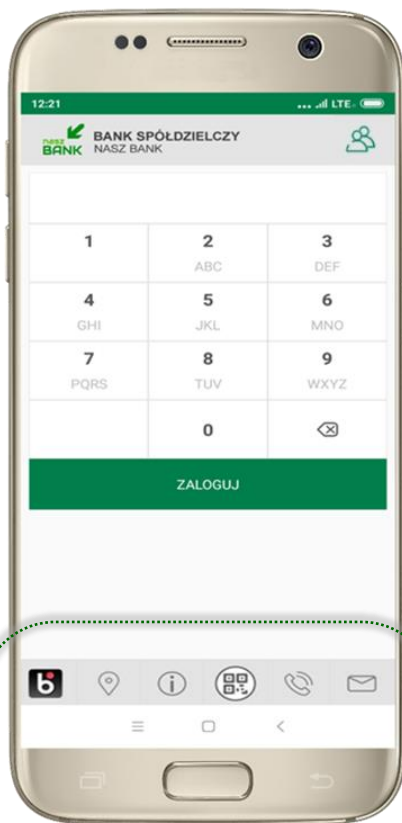 12:21 LTE
nasz BANK SPÓŁDZIELCZY
BANK NASZ BANK
1 2 3
ABC DEF
4 5 6
GHI JKL MNO
7 8 9
PQRS TUV WXYZ
0
ZALOGUJ
b